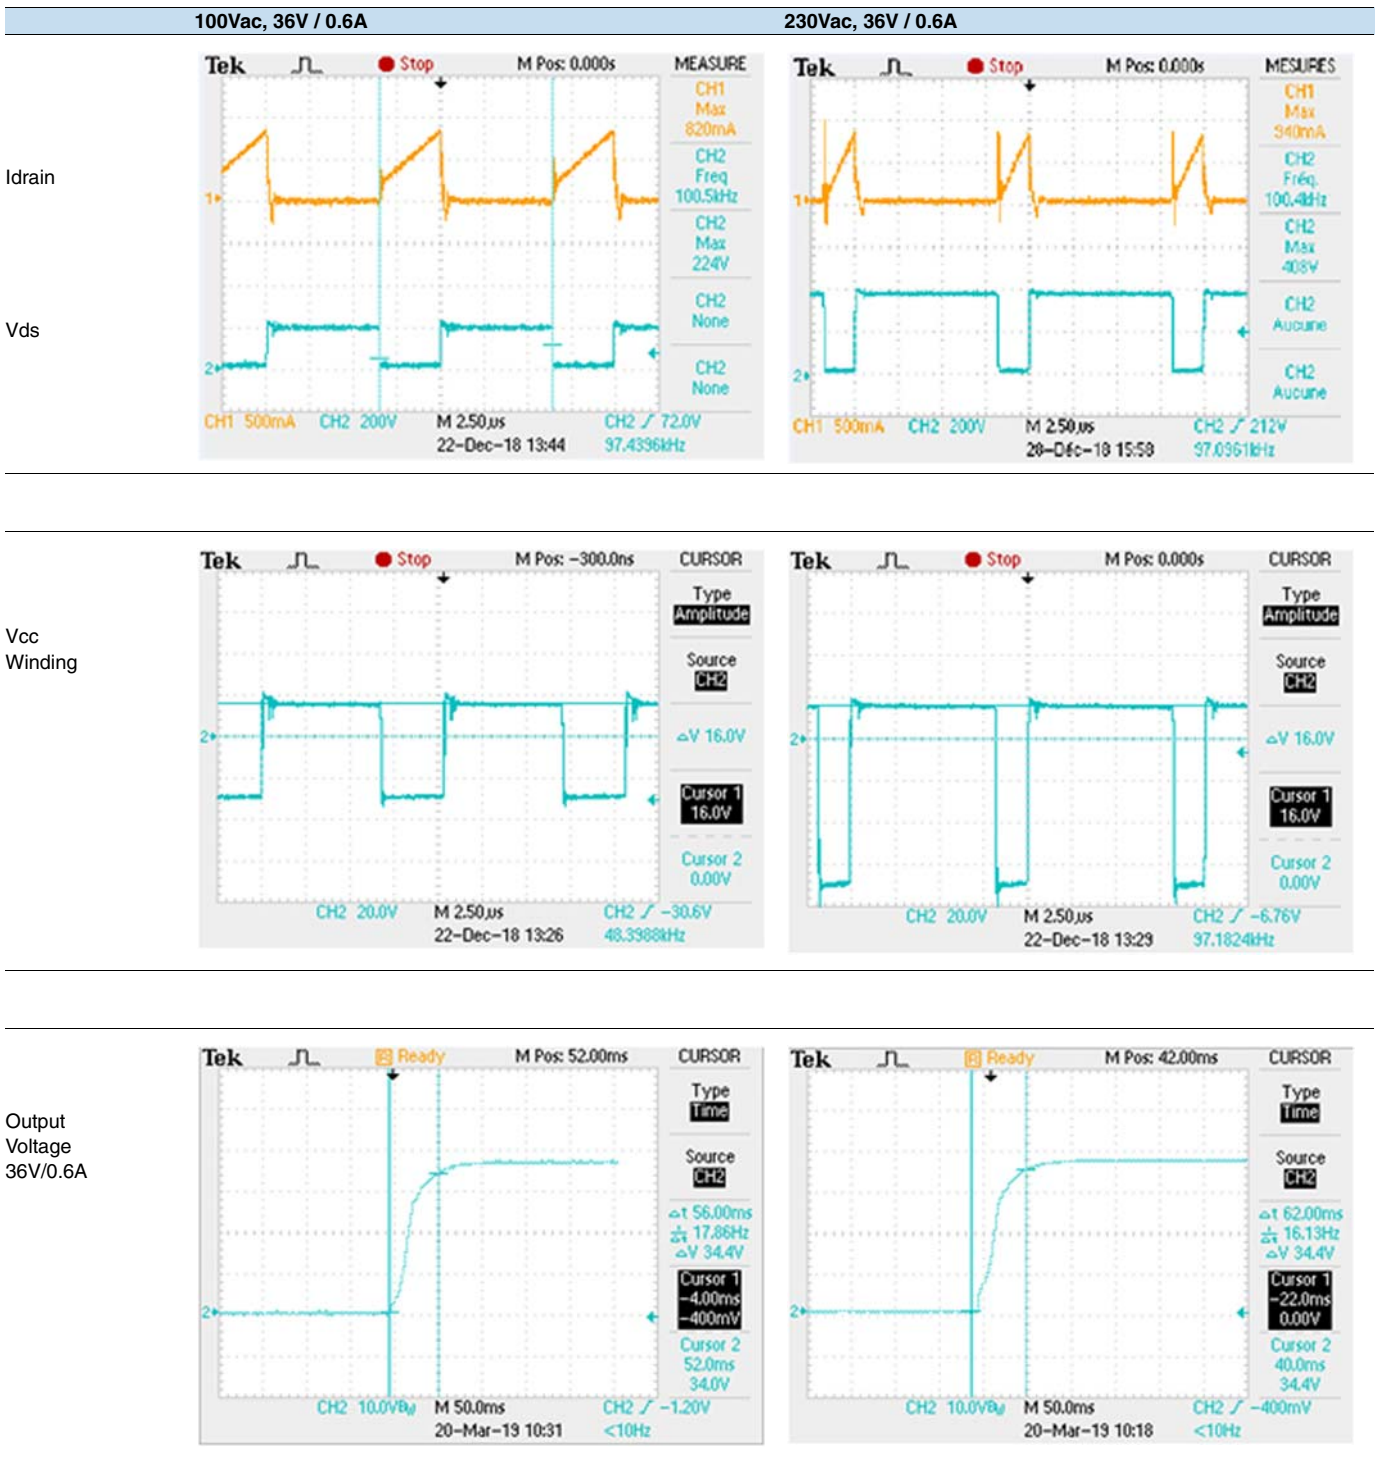 100Vac, 36V / 0.6A
230Vac, 36V / 0.6A
Idrain
Vds
Tek
Stop
M Pos: 0.000s
MEASURE
CH1
Max
820mA
CH2
Freq
100.5kHz
CH2
Max
224V
CH2
None
CH2
None
1
2
CH1 500mA
CH2 200V
M 2.50µs
CH2 72.0V
22-Dec-18 13:44
97.4396kHz
Tek
Stop
M Pos: 0.000s
MESURES
CH1
Max
940mA
CH2
Fréq.
100.4kHz
CH2
Max
408V
CH2
Aucune
CH2
Aucune
1
2
CH1 500mA
CH2 200V
M 2.50µs
CH2 212V
28-Déc-18 15:58
97.0961kHz
Vcc
Winding
Tek
Stop
M Pos: -300.0ns
CURSOR
Type
Amplitude
Source
CH2
△V 16.0V
Cursor 1
16.0V
Cursor 2
0.00V
2
CH2 20.0V
M 2.50µs
CH2 -30.6V
22-Dec-18 13:26
48.3988kHz
Tek
Stop
M Pos: 0.000s
CURSOR
Type
Amplitude
Source
CH2
△V 16.0V
Cursor 1
16.0V
Cursor 2
0.00V
2
CH2 20.0V
M 2.50µs
CH2 -6.76V
22-Dec-18 13:29
97.1824kHz
Output
Voltage
36V/0.6A
Tek
R Ready
M Pos: 52.00ms
CURSOR
Type
Time
Source
CH2
△t 56.00ms
1/△t 17.86Hz
△V 34.4V
Cursor 1
-4.00ms
-400mV
Cursor 2
52.0ms
34.0V
2
CH2 10.0VBW
M 50.0ms
CH2 -1.20V
20-Mar-19 10:31
<10Hz
Tek
R Ready
M Pos: 42.00ms
CURSOR
Type
Time
Source
CH2
△t 62.00ms
1/△t 16.13Hz
△V 34.4V
Cursor 1
-22.0ms
0.00V
Cursor 2
40.0ms
34.4V
2
CH2 10.0VBW
M 50.0ms
CH2 -400mV
20-Mar-19 10:18
<10Hz